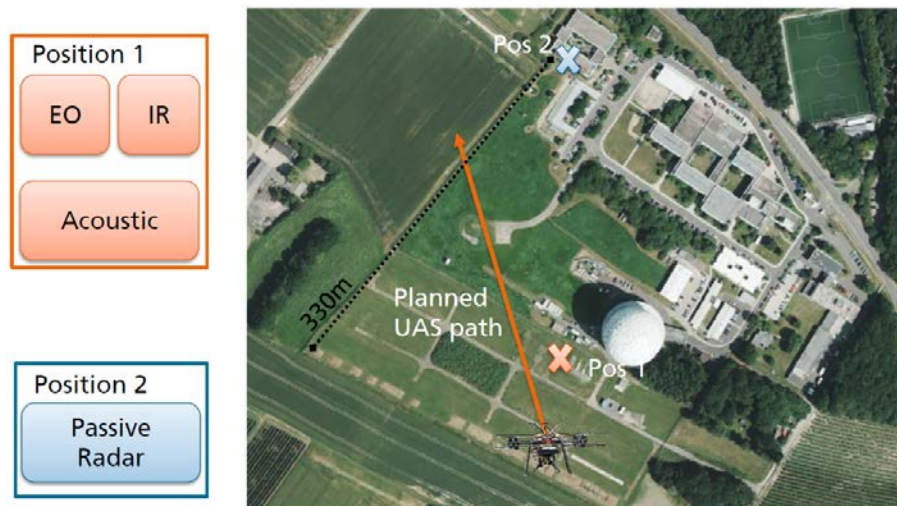 Position 1
EO
IR
Acoustic
Position 2
Passive
Radar
Pos 2
330m
Planned
UAS path
Pos 1